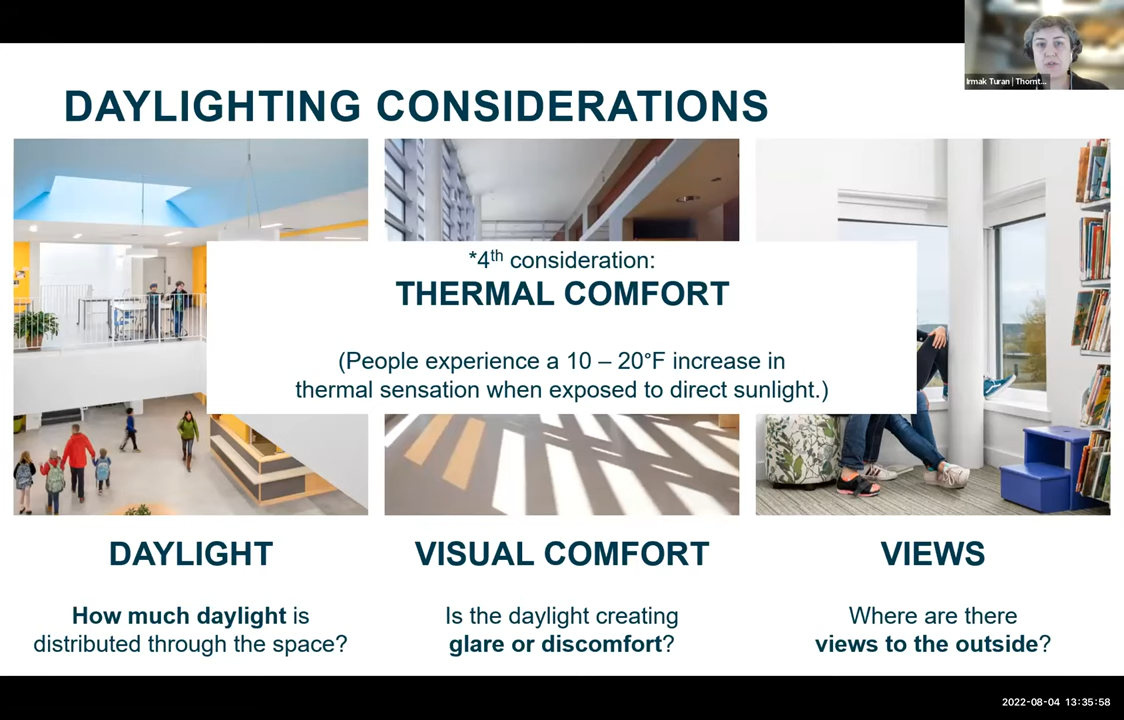 Irmak Turan | Thornt...
DAYLIGHTING CONSIDERATIONS
*4th consideration:
THERMAL COMFORT
(People experience a 10 – 20°F increase in
thermal sensation when exposed to direct sunlight.)
DAYLIGHT
How much daylight is
distributed through the space?
VISUAL COMFORT
Is the daylight creating
glare or discomfort?
VIEWS
Where are there
views to the outside?
2022-08-04 13:35:58